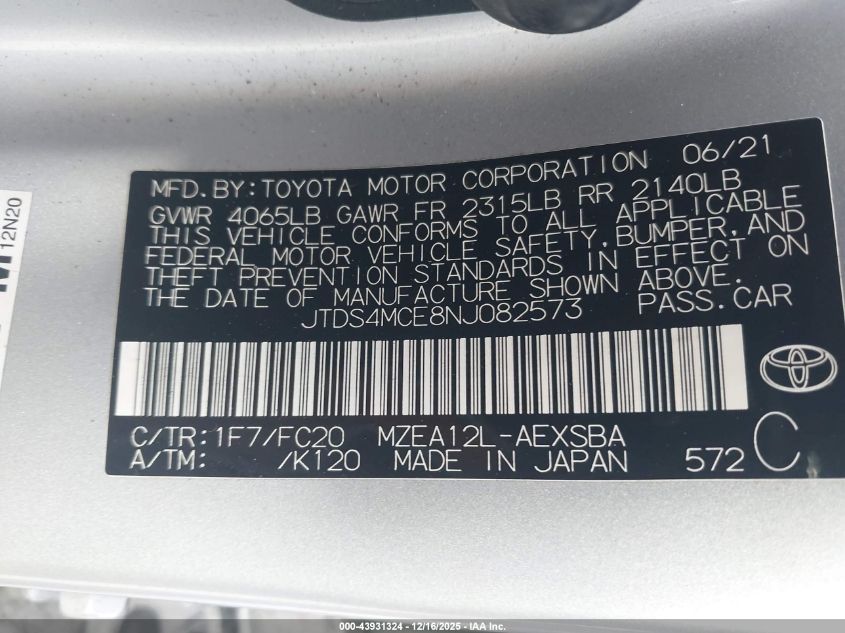 MFD. BY: TOYOTA MOTOR CORPORATION 06/21
GVWR 4065LB GAWR FR 2315LB RR 2140LB
THIS VEHICLE CONFORMS TO ALL APPLICABLE
FEDERAL MOTOR VEHICLE SAFETY, BUMPER, AND
THEFT PREVENTION STANDARDS IN EFFECT ON
THE DATE OF MANUFACTURE SHOWN ABOVE.
JTDS4MCE8NJ082573 PASS. CAR
C/TR: 1F7/FC20 MZEA12L-AEXSBA
A/TM: /K120 MADE IN JAPAN 572 C
12N20
000-43931324 • 12/16/2025 - IAA Inc.